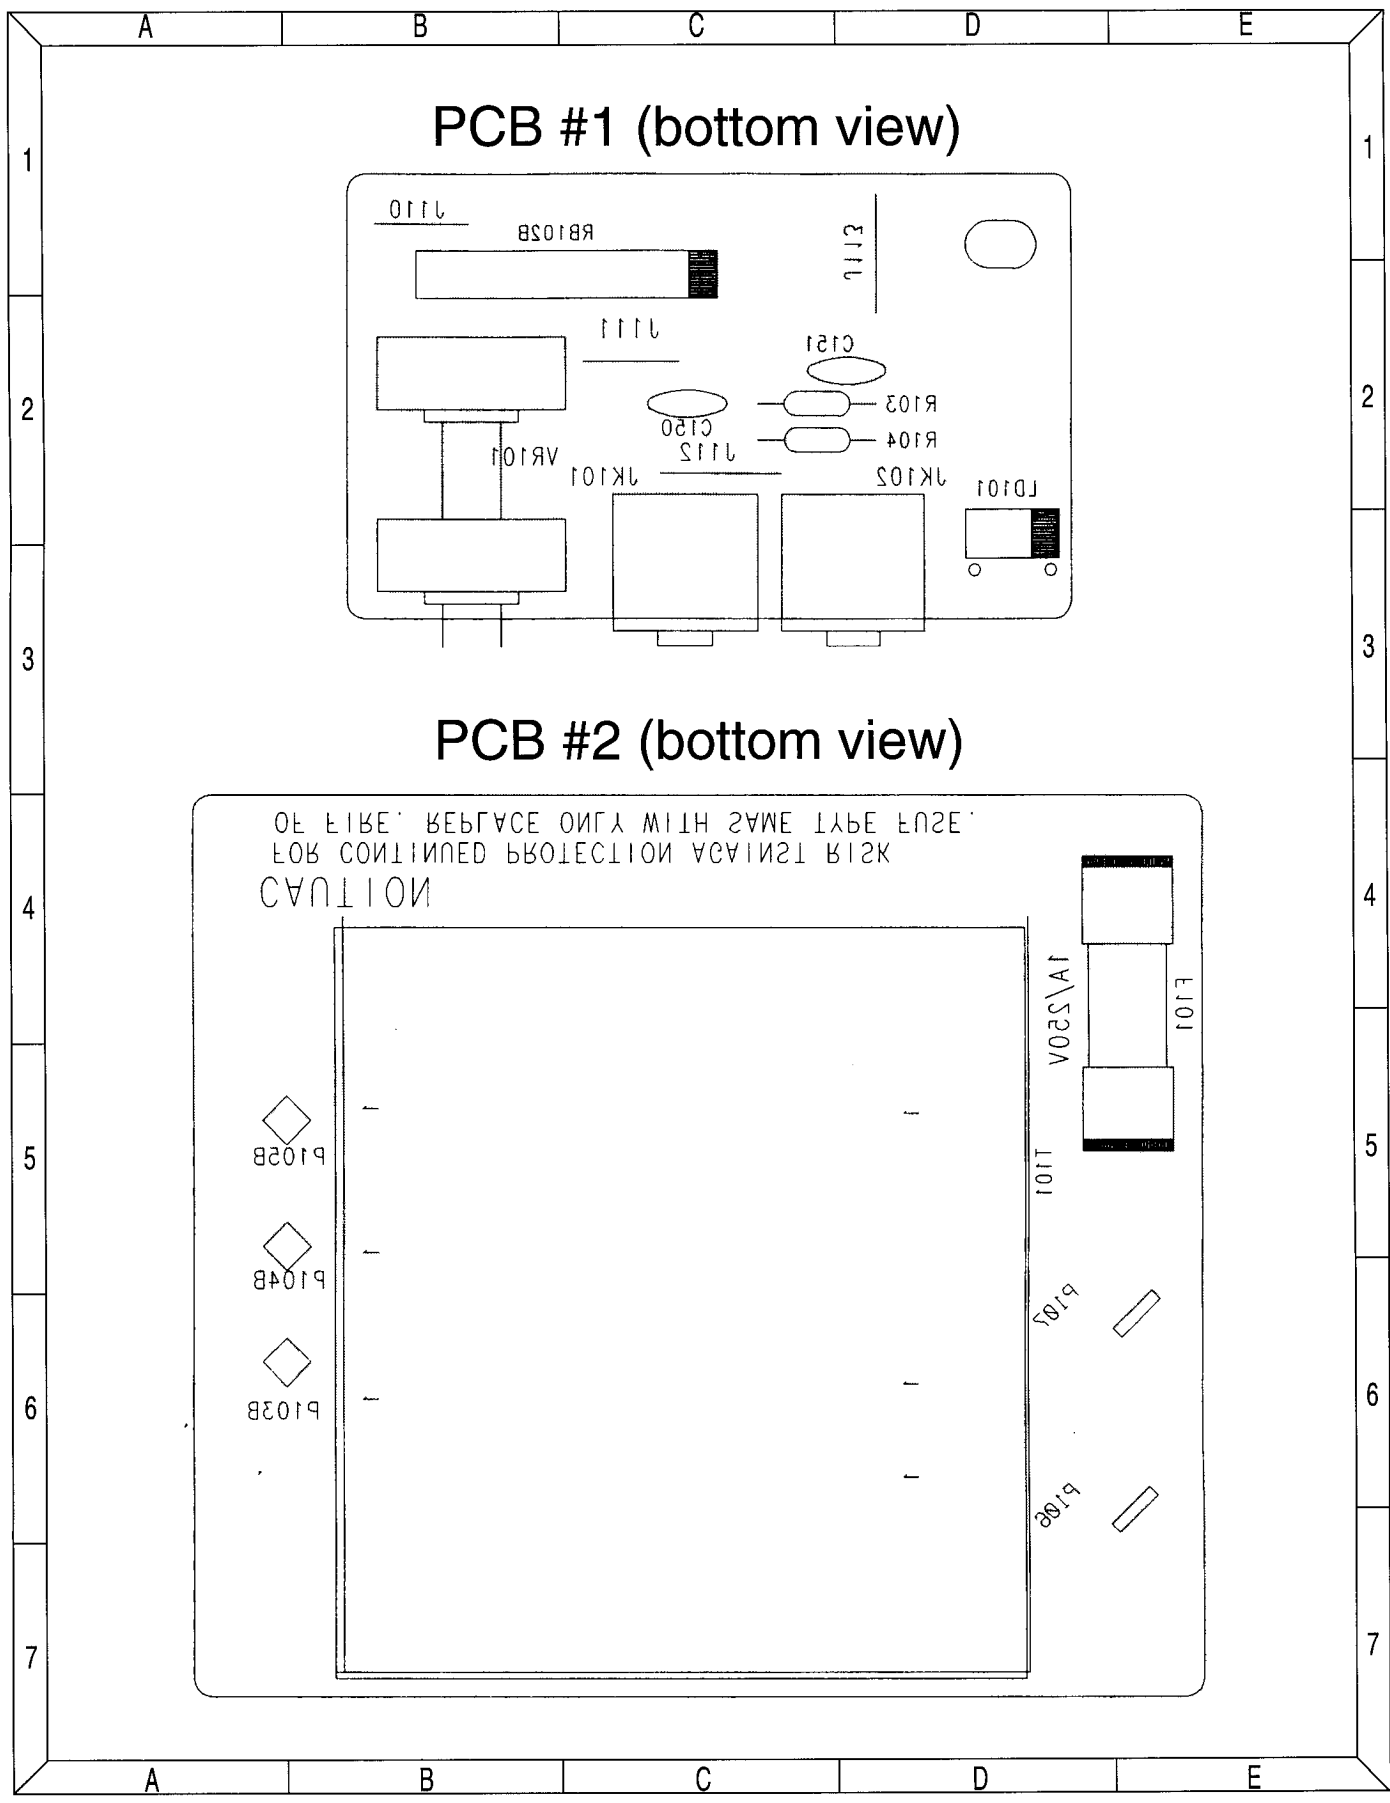 A B C D E
1 1
PCB #1 (bottom view)
J110
RB102B
J113
J111
C151
2 2
R103
C150
R104
J112
VR101
JK101
JK102
LD101
3 3
PCB #2 (bottom view)
OF FIRE. REPLACE ONLY WITH SAME TYPE FUSE.
FOR CONTINUED PROTECTION AGAINST RISK
CAUTION
4 4
1A/250V
F101
5 5
P105B
T101
P104B
P107
6 6
P103B
P106
7 7
A B C D E